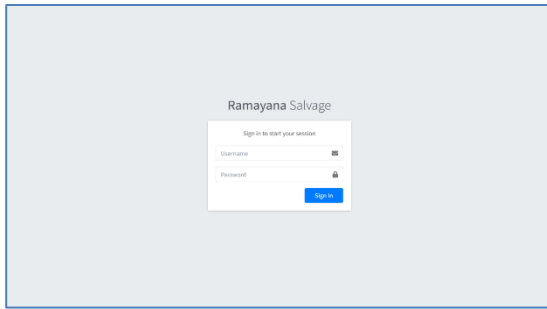 Ramayana Salvage
Sign in to start your session
Username
Password
Sign In